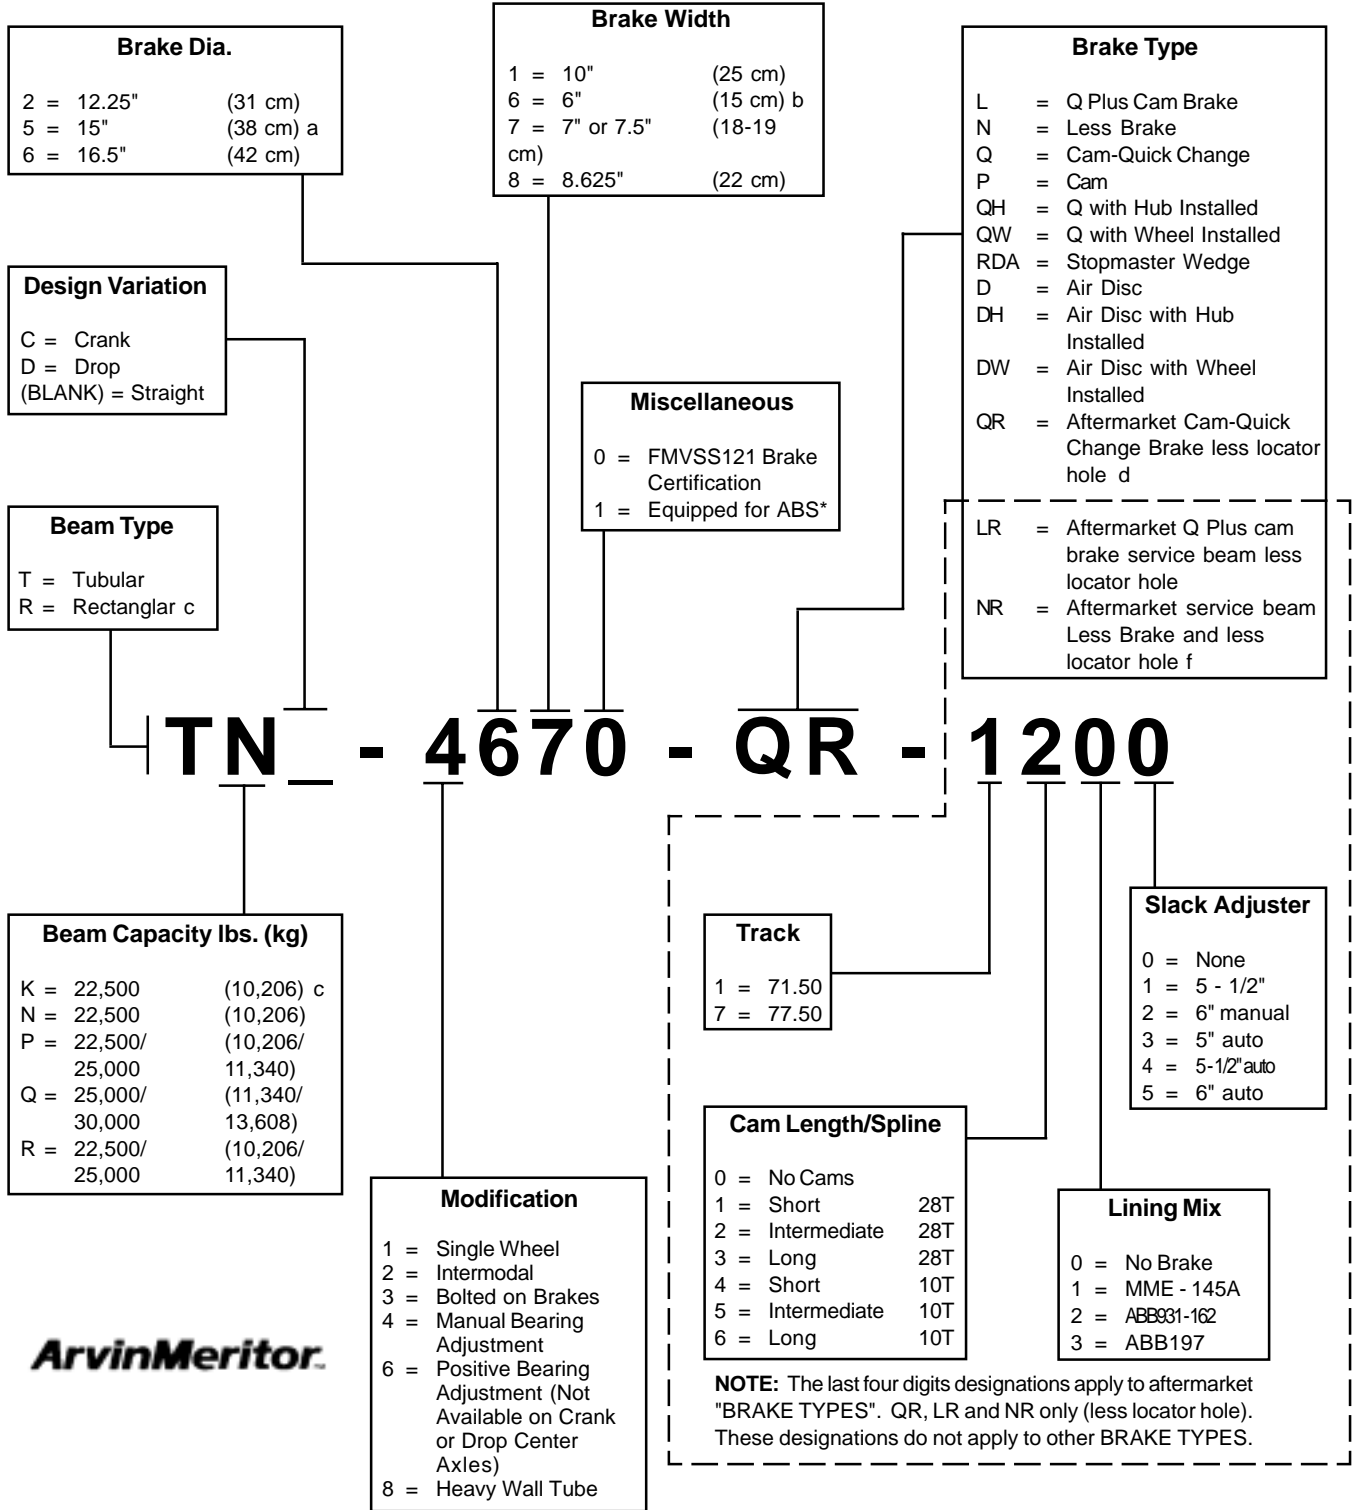 Brake Dia.
2 = 12.25" (31 cm)
5 = 15" (38 cm) a
6 = 16.5" (42 cm)
Brake Width
1 = 10" (25 cm)
6 = 6" (15 cm) b
7 = 7" or 7.5" (18-19
cm)
8 = 8.625" (22 cm)
Brake Type
L = Q Plus Cam Brake
N = Less Brake
Q = Cam-Quick Change
P = Cam
QH = Q with Hub Installed
QW = Q with Wheel Installed
RDA = Stopmaster Wedge
D = Air Disc
DH = Air Disc with Hub
Installed
DW = Air Disc with Wheel
Installed
QR = Aftermarket Cam-Quick
Change Brake less locator
hole d
LR = Aftermarket Q Plus cam
brake service beam less
locator hole
NR = Aftermarket service beam
Less Brake and less
locator hole f
Design Variation
C = Crank
D = Drop
(BLANK) = Straight
Miscellaneous
0 = FMVSS121 Brake
Certification
1 = Equipped for ABS*
Beam Type
T = Tubular
R = Rectanglar c
TN_ - 4670 - QR - 1200
Beam Capacity lbs. (kg)
K = 22,500 (10,206) c
N = 22,500 (10,206)
P = 22,500/ (10,206/
25,000 11,340)
Q = 25,000/ (11,340/
30,000 13,608)
R = 22,500/ (10,206/
25,000 11,340)
Modification
1 = Single Wheel
2 = Intermodal
3 = Bolted on Brakes
4 = Manual Bearing
Adjustment
6 = Positive Bearing
Adjustment (Not
Available on Crank
or Drop Center
Axles)
8 = Heavy Wall Tube
Track
1 = 71.50
7 = 77.50
Slack Adjuster
0 = None
1 = 5 - 1/2"
2 = 6" manual
3 = 5" auto
4 = 5-1/2" auto
5 = 6" auto
Cam Length/Spline
0 = No Cams
1 = Short 28T
2 = Intermediate 28T
3 = Long 28T
4 = Short 10T
5 = Intermediate 10T
6 = Long 10T
Lining Mix
0 = No Brake
1 = MME - 145A
2 = ABB931-162
3 = ABB197
NOTE: The last four digits designations apply to aftermarket
"BRAKE TYPES". QR, LR and NR only (less locator hole).
These designations do not apply to other BRAKE TYPES.
ArvinMeritor